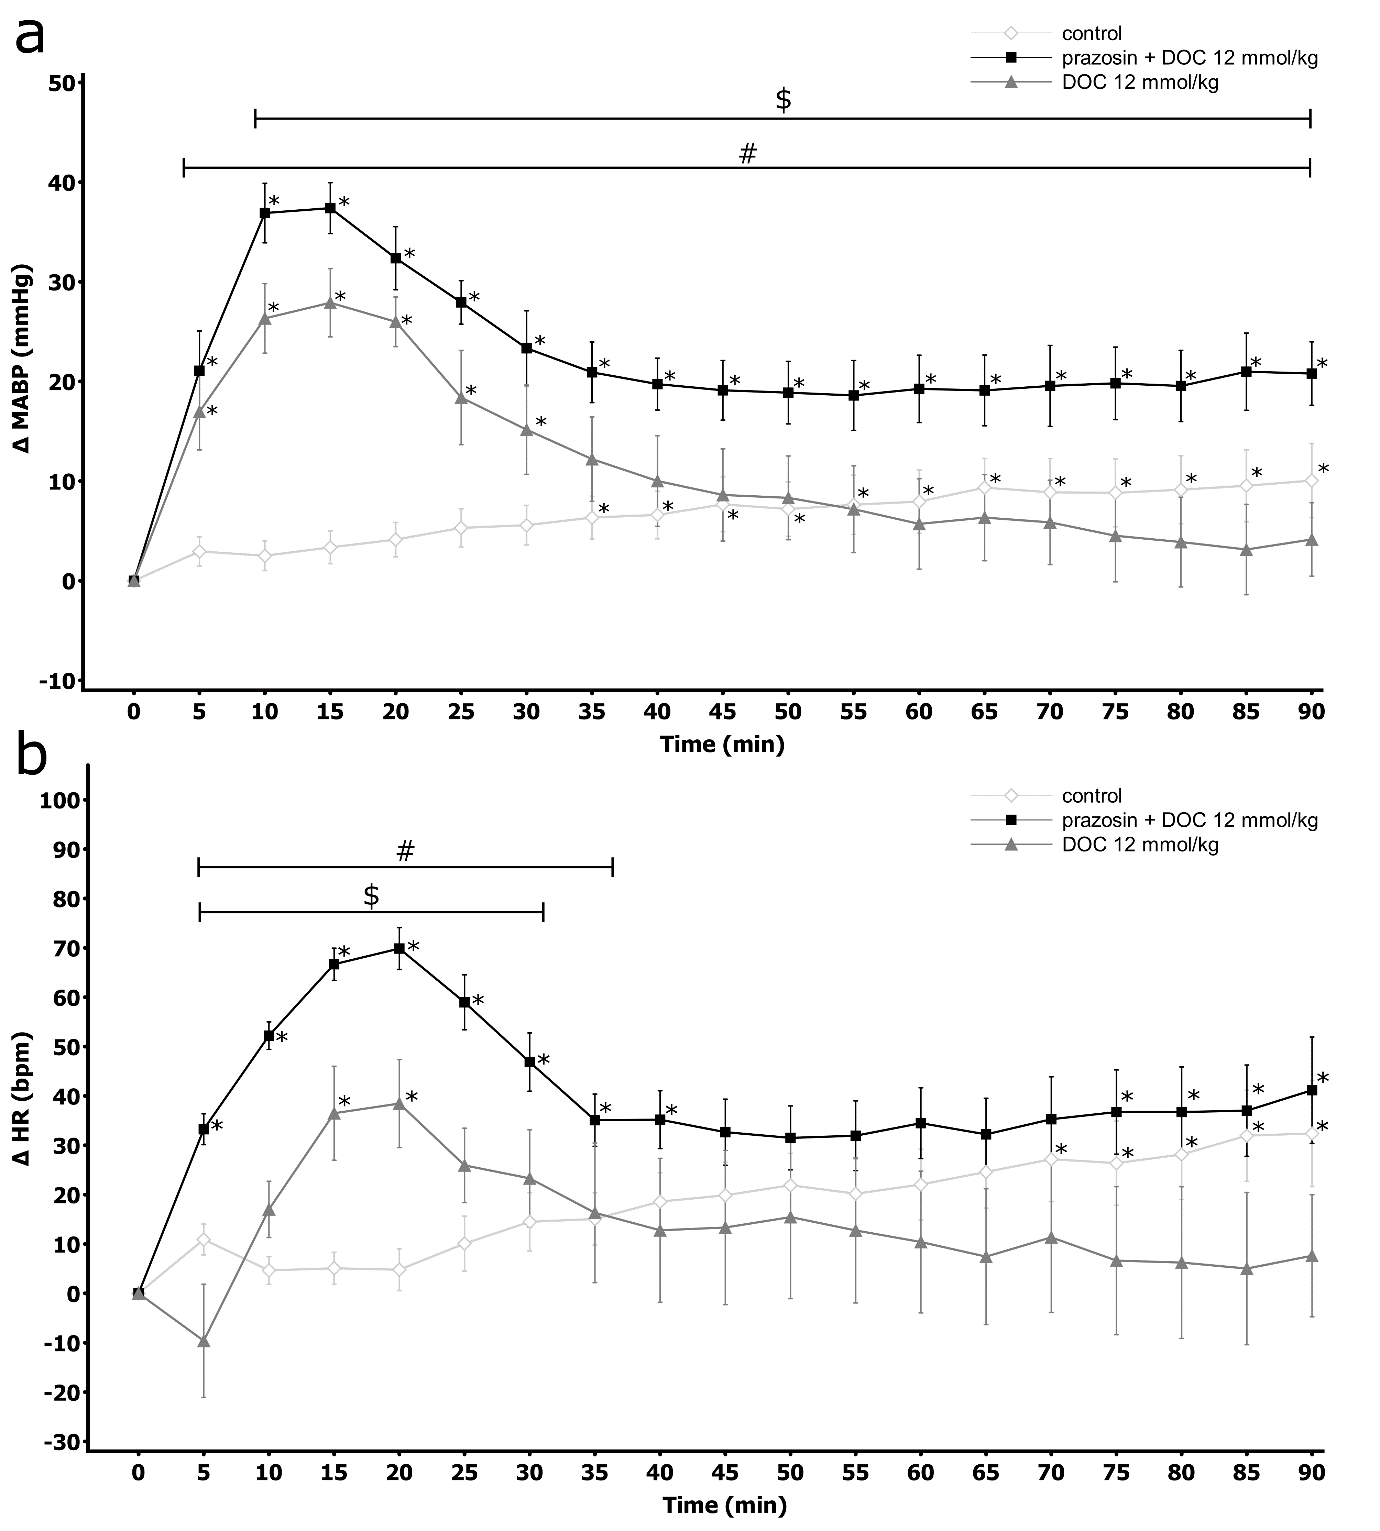 a
control
prazosin + DOC 12 mmol/kg
DOC 12 mmol/kg
50
$
#
40
* * * * * * * * * * * * * * * * * *
30
* * * * * *
20
10
* * * * * * * * * * * *
0
-10
Δ MABP (mmHg)
0 5 10 15 20 25 30 35 40 45 50 55 60 65 70 75 80 85 90
Time (min)
b
control
prazosin + DOC 12 mmol/kg
DOC 12 mmol/kg
100
90
#
80
$
70
* * * * * * * * * * * *
60
50
40
* *
30
* * * * *
20
10
0
-10
-20
-30
Δ HR (bpm)
0 5 10 15 20 25 30 35 40 45 50 55 60 65 70 75 80 85 90
Time (min)